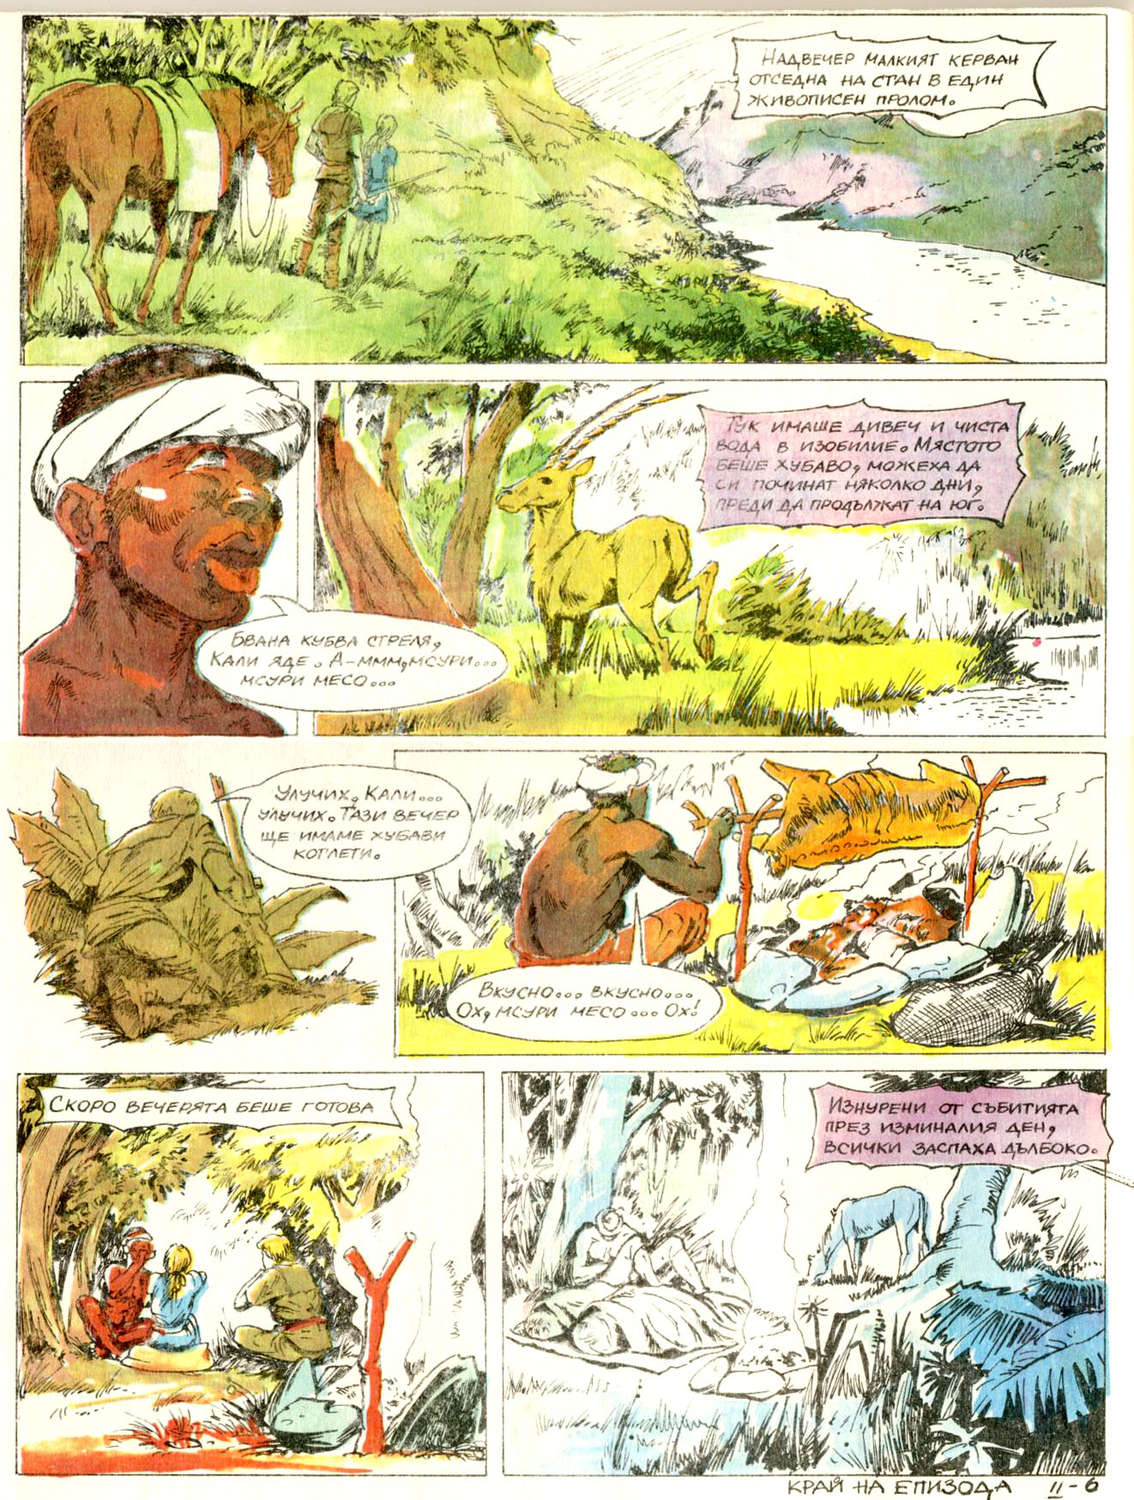 НАДВЕЧЕР МАЛКИЯТ КЕРВАН
ОТСЕДНА НА СТАН В ЕДИН
ЖИВОПИСЕН ПРОЛОМ.
ТУК ИМАШЕ ДИВЕЧ И ЧИСТА
ВОДА В ИЗОБИЛИЕ. МЯСТОТО
БЕШЕ ХУБАВО, МОЖЕХА ДА
СИ ПОЧИНАТ НЯКОЛКО ДНИ,
ПРЕДИ ДА ПРОДЪЛЖАТ НА ЮГ.
БВАНА КУБВА СТРЕЛЯ,
КАЛИ ЯДЕ. А-МММ, МСУРИ...
МСУРИ МЕСО...
УЛУЧИХ, КАЛИ...
УЛУЧИХ. ТАЗИ ВЕЧЕР
ЩЕ ИМАМЕ ХУБАВИ
КОТЛЕТИ.
ВКУСНО... ВКУСНО...
ОХ, МСУРИ МЕСО... ОХ!
СКОРО ВЕЧЕРЯТА БЕШЕ ГОТОВА
ИЗНУРЕНИ ОТ СЪБИТИЯТА
ПРЕЗ ИЗМИНАЛИЯ ДЕН,
ВСИЧКИ ЗАСПАХА ДЪЛБОКО.
КРАЙ НА ЕПИЗОДА II-6